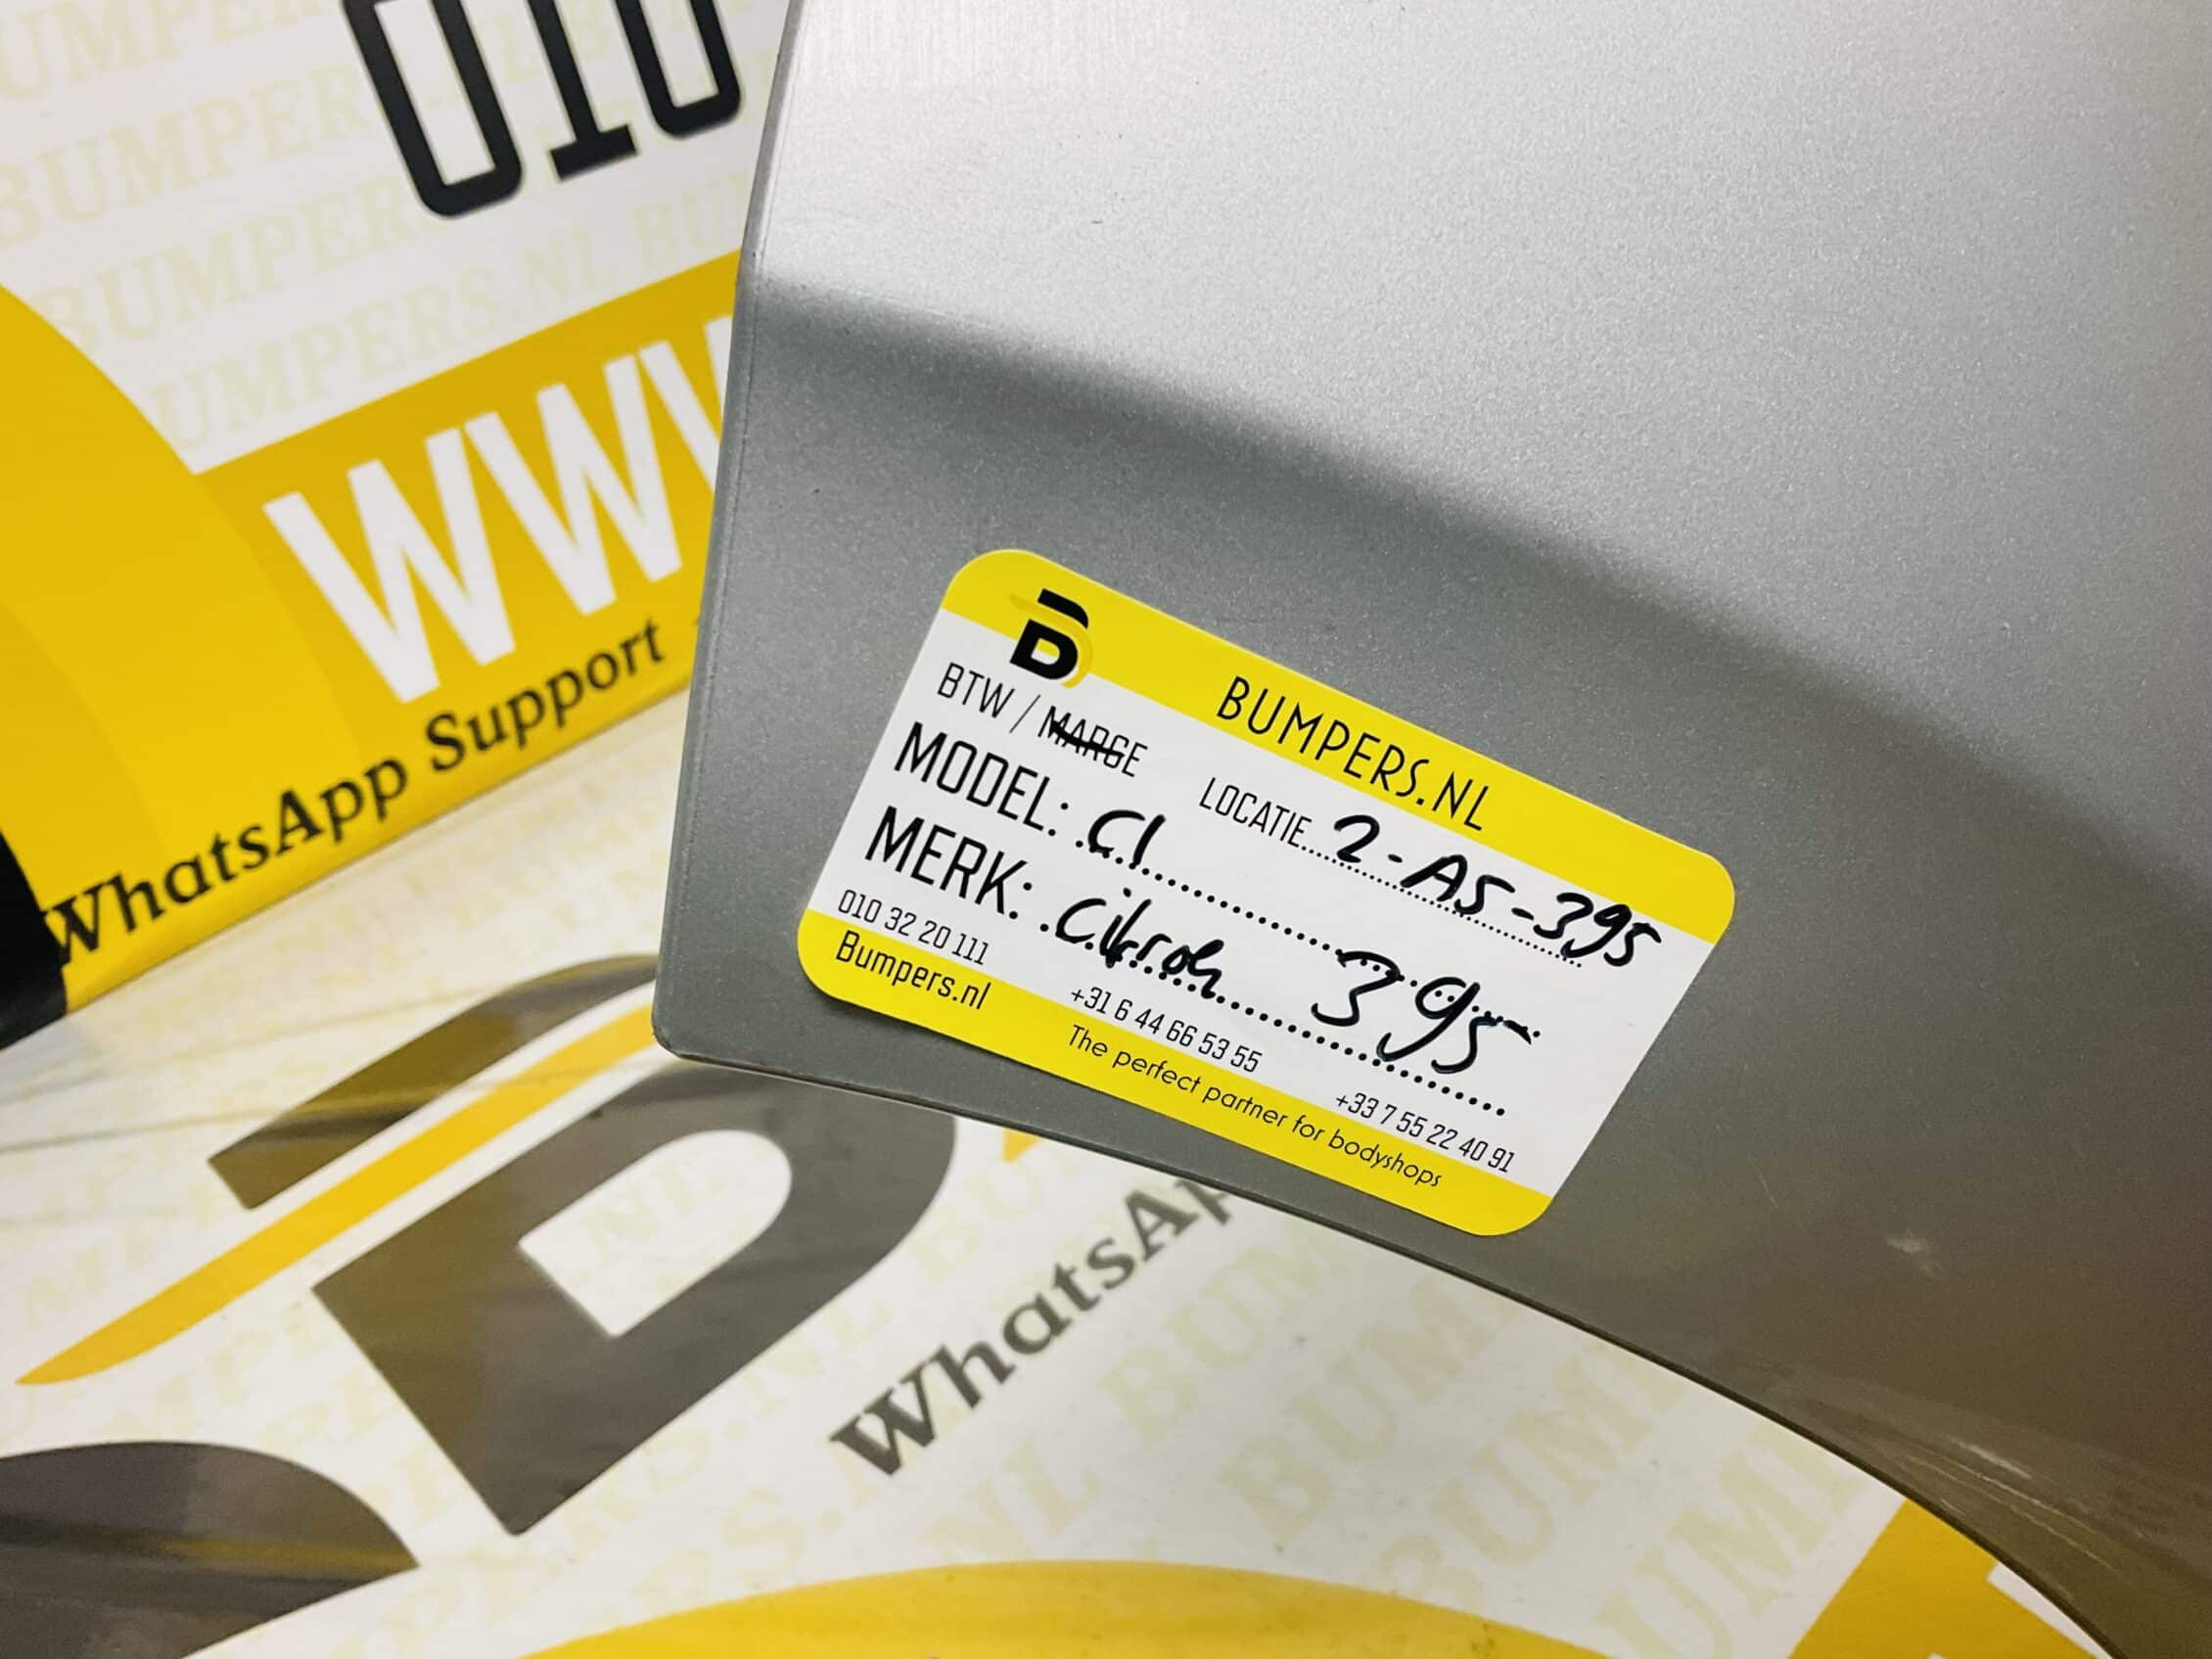 010
WWW
WhatsApp Support
BUMPERS.NL
BTW / MARGE
LOCATIE 2-AS-395
MODEL: C1
MERK: Citroën 395
010 32 20 111
+31 6 44 66 53 55
+33 7 55 22 40 91
Bumpers.nl
The perfect partner for bodyshops
WhatsAp